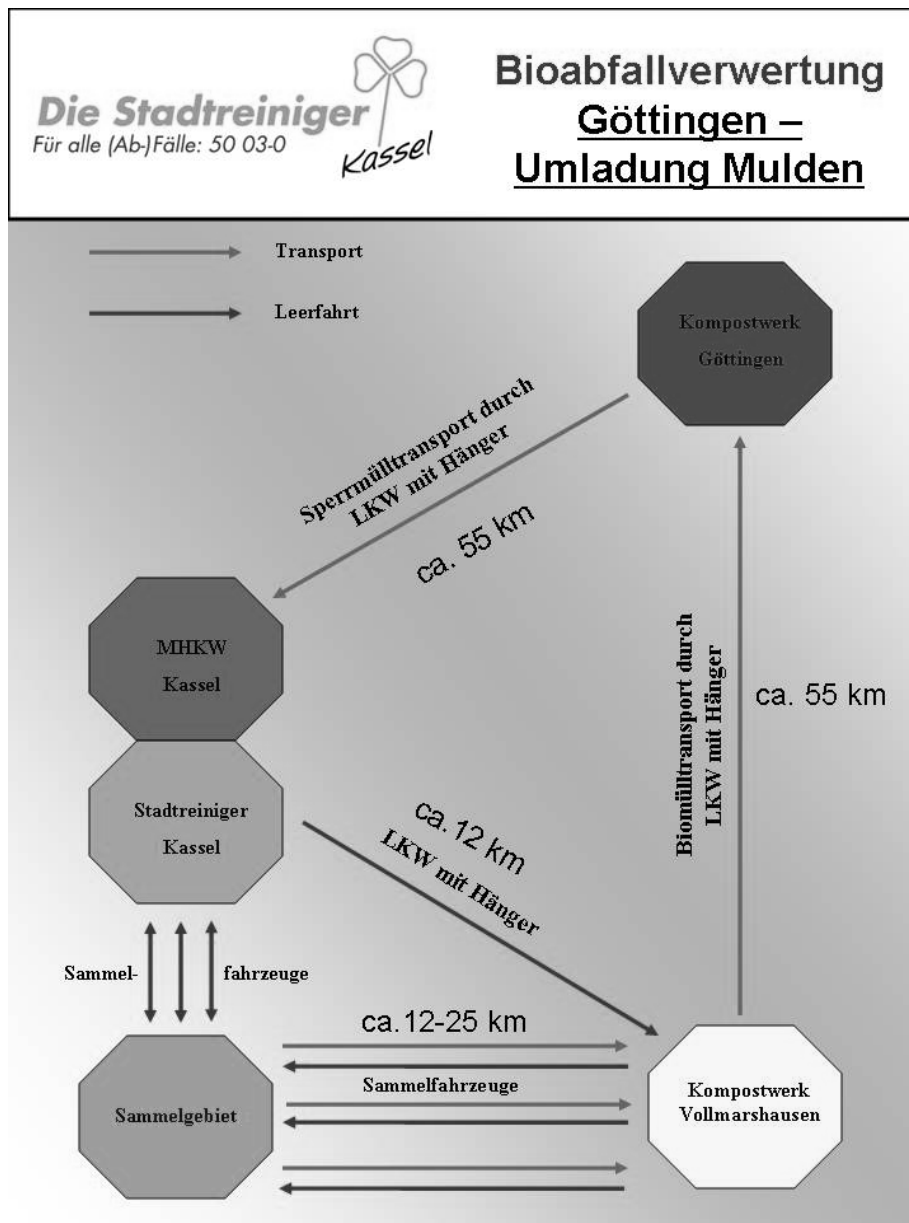 Die Stadtreiniger
Für alle (Ab-)Fälle: 50 03-0
Kassel
Bioabfallverwertung
Göttingen –
Umladung Mulden
Transport
Leerfahrt
Kompostwerk
Göttingen
Sperrmülltransport durch
LKW mit Hänger
ca. 55 km
MHKW
Kassel
Biomülltransport durch
LKW mit Hänger
ca. 55 km
Stadtreiniger
Kassel
ca. 12 km
LKW mit Hänger
Sammel- fahrzeuge
ca.12-25 km
Sammelfahrzeuge
Sammelgebiet
Kompostwerk
Vollmarshausen